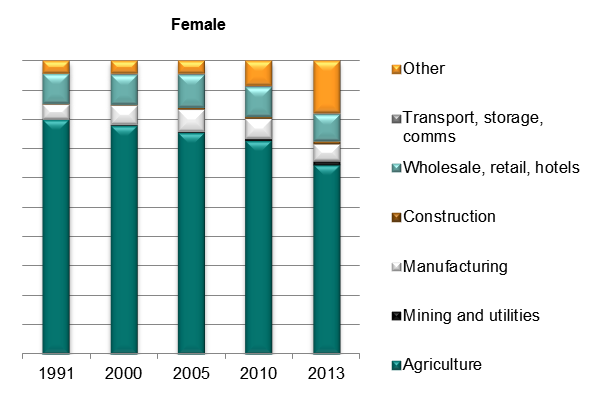 Female
Other
Transport, storage,
comms
Wholesale, retail, hotels
Construction
Manufacturing
Mining and utilities
Agriculture
1991 2000 2005 2010 2013